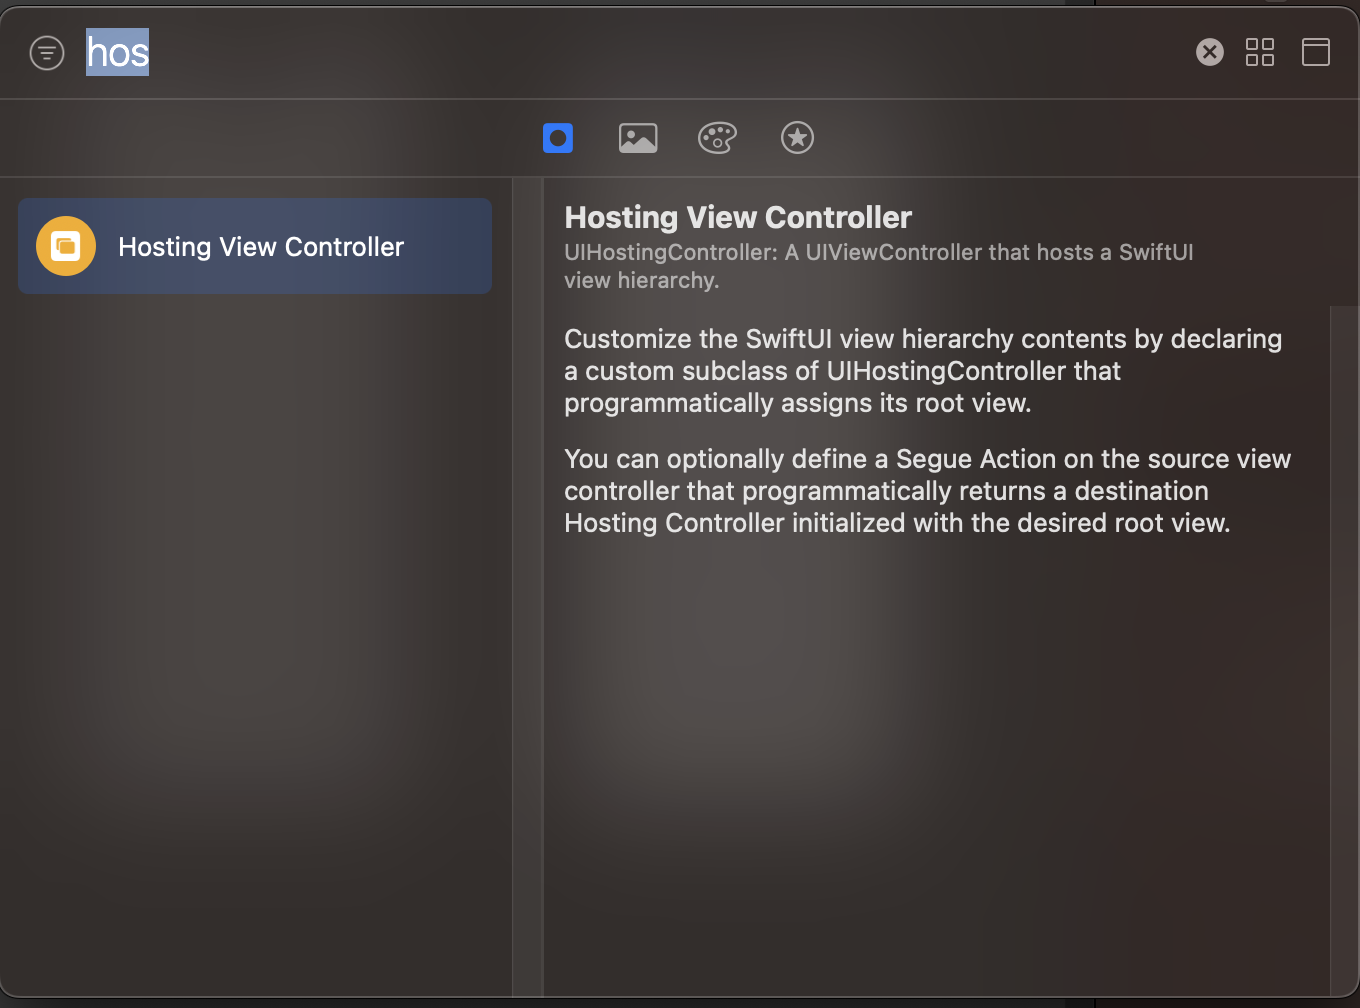 hos
Hosting View Controller
Hosting View Controller
UIHostingController: A UIViewController that hosts a SwiftUI
view hierarchy.
Customize the SwiftUI view hierarchy contents by declaring
a custom subclass of UIHostingController that
programmatically assigns its root view.
You can optionally define a Segue Action on the source view
controller that programmatically returns a destination
Hosting Controller initialized with the desired root view.